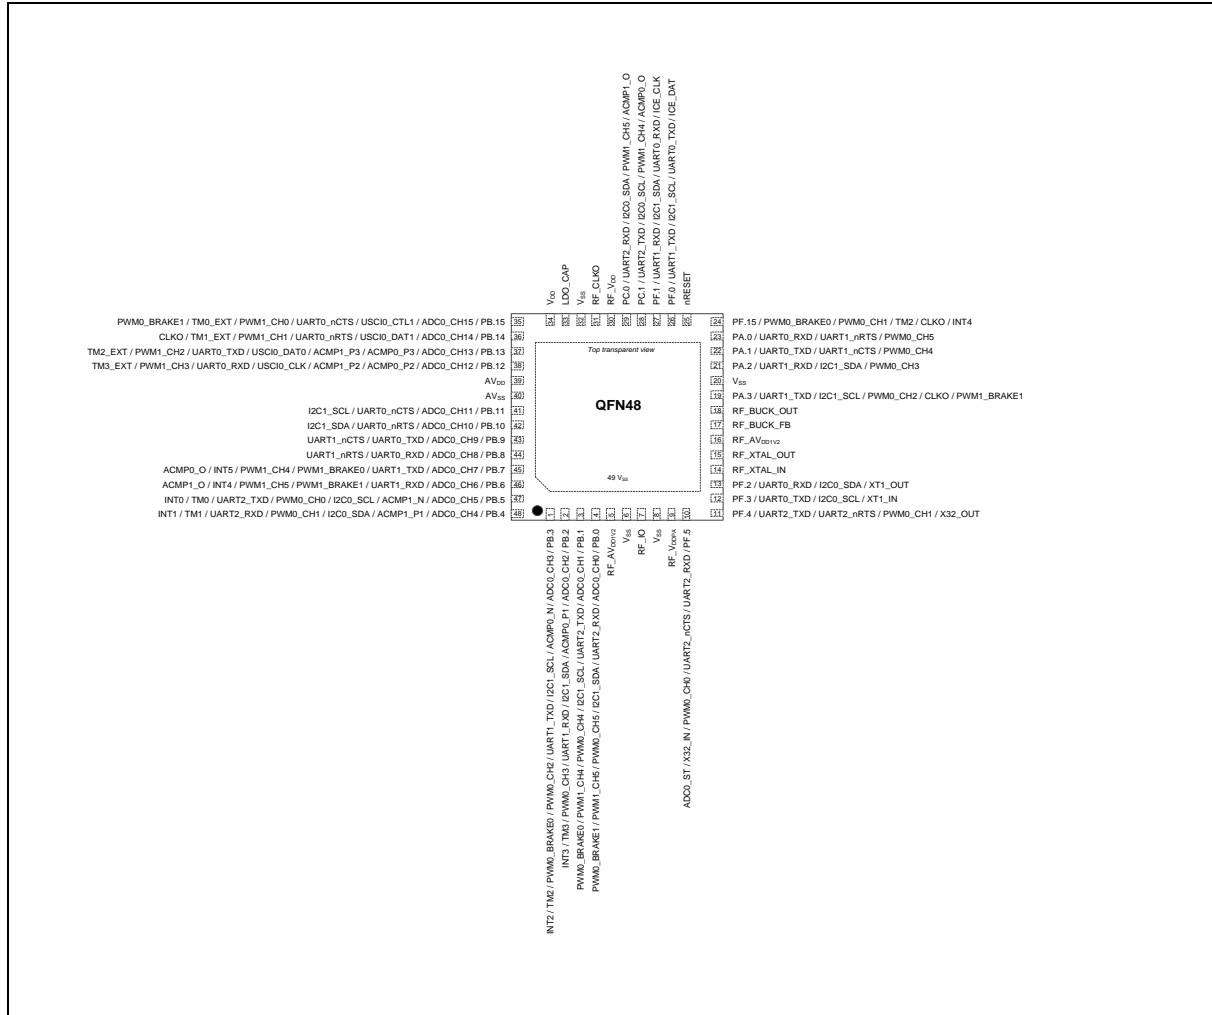 PC.0 / UART2_RXD / I2C0_SDA / PWM1_CH5 / ACMP1_O
PC.1 / UART2_TXD / I2C0_SCL / PWM1_CH4 / ACMP0_O
PF.1 / UART1_RXD / I2C1_SDA / UART0_RXD / ICE_CLK
PF.0 / UART1_TXD / I2C1_SCL / UART0_TXD / ICE_DAT
VDD
LDO_CAP
VSS
RF_CLKO
RF_VDD
nRESET
34 33 32 31 30 29 28 27 26 25
PWM0_BRAKE1 / TM0_EXT / PWM1_CH0 / UART0_nCTS / USCI0_CTL1 / ADC0_CH15 / PB.15 35
CLKO / TM1_EXT / PWM1_CH1 / UART0_nRTS / USCI0_DAT1 / ADC0_CH14 / PB.14 36
TM2_EXT / PWM1_CH2 / UART0_TXD / USCI0_DAT0 / ACMP1_P3 / ACMP0_P3 / ADC0_CH13 / PB.13 37
TM3_EXT / PWM1_CH3 / UART0_RXD / USCI0_CLK / ACMP1_P2 / ACMP0_P2 / ADC0_CH12 / PB.12 38
AVDD 39
AVSS 40
I2C1_SCL / UART0_nCTS / ADC0_CH11 / PB.11 41
I2C1_SDA / UART0_nRTS / ADC0_CH10 / PB.10 42
UART1_nCTS / UART0_TXD / ADC0_CH9 / PB.9 43
UART1_nRTS / UART0_RXD / ADC0_CH8 / PB.8 44
ACMP0_O / INT5 / PWM1_CH4 / PWM1_BRAKE0 / UART1_TXD / ADC0_CH7 / PB.7 45
ACMP1_O / INT4 / PWM1_CH5 / PWM1_BRAKE1 / UART1_RXD / ADC0_CH6 / PB.6 46
INT0 / TM0 / UART2_TXD / PWM0_CH0 / I2C0_SCL / ACMP1_N / ADC0_CH5 / PB.5 47
INT1 / TM1 / UART2_RXD / PWM0_CH1 / I2C0_SDA / ACMP1_P1 / ADC0_CH4 / PB.4 48
Top transparent view
QFN48
49 VSS
24 PF.15 / PWM0_BRAKE0 / PWM0_CH1 / TM2 / CLKO / INT4
23 PA.0 / UART0_RXD / UART1_nRTS / PWM0_CH5
22 PA.1 / UART0_TXD / UART1_nCTS / PWM0_CH4
21 PA.2 / UART1_RXD / I2C1_SDA / PWM0_CH3
20 VSS
19 PA.3 / UART1_TXD / I2C1_SCL / PWM0_CH2 / CLKO / PWM1_BRAKE1
18 RF_BUCK_OUT
17 RF_BUCK_FB
16 RF_AVDD1V2
15 RF_XTAL_OUT
14 RF_XTAL_IN
13 PF.2 / UART0_RXD / I2C0_SDA / XT1_OUT
12 PF.3 / UART0_TXD / I2C0_SCL / XT1_IN
11 PF.4 / UART2_TXD / UART2_nRTS / PWM0_CH1 / X32_OUT
1 2 3 4 5 6 7 8 9 10
INT2 / TM2 / PWM0_BRAKE0 / PWM0_CH2 / UART1_TXD / I2C1_SCL / ACMP0_N / ADC0_CH3 / PB.3
INT3 / TM3 / PWM0_CH3 / UART1_RXD / I2C1_SDA / ACMP0_P1 / ADC0_CH2 / PB.2
PWM0_BRAKE0 / PWM1_CH4 / PWM0_CH4 / I2C1_SCL / UART2_TXD / ADC0_CH1 / PB.1
PWM0_BRAKE1 / PWM1_CH5 / PWM0_CH5 / I2C1_SDA / UART2_RXD / ADC0_CH0 / PB.0
RF_AVDD1V2
VSS
RF_IO
VSS
RF_VDDPA
ADC0_ST / X32_IN / PWM0_CH0 / UART2_nCTS / UART2_RXD / PF.5